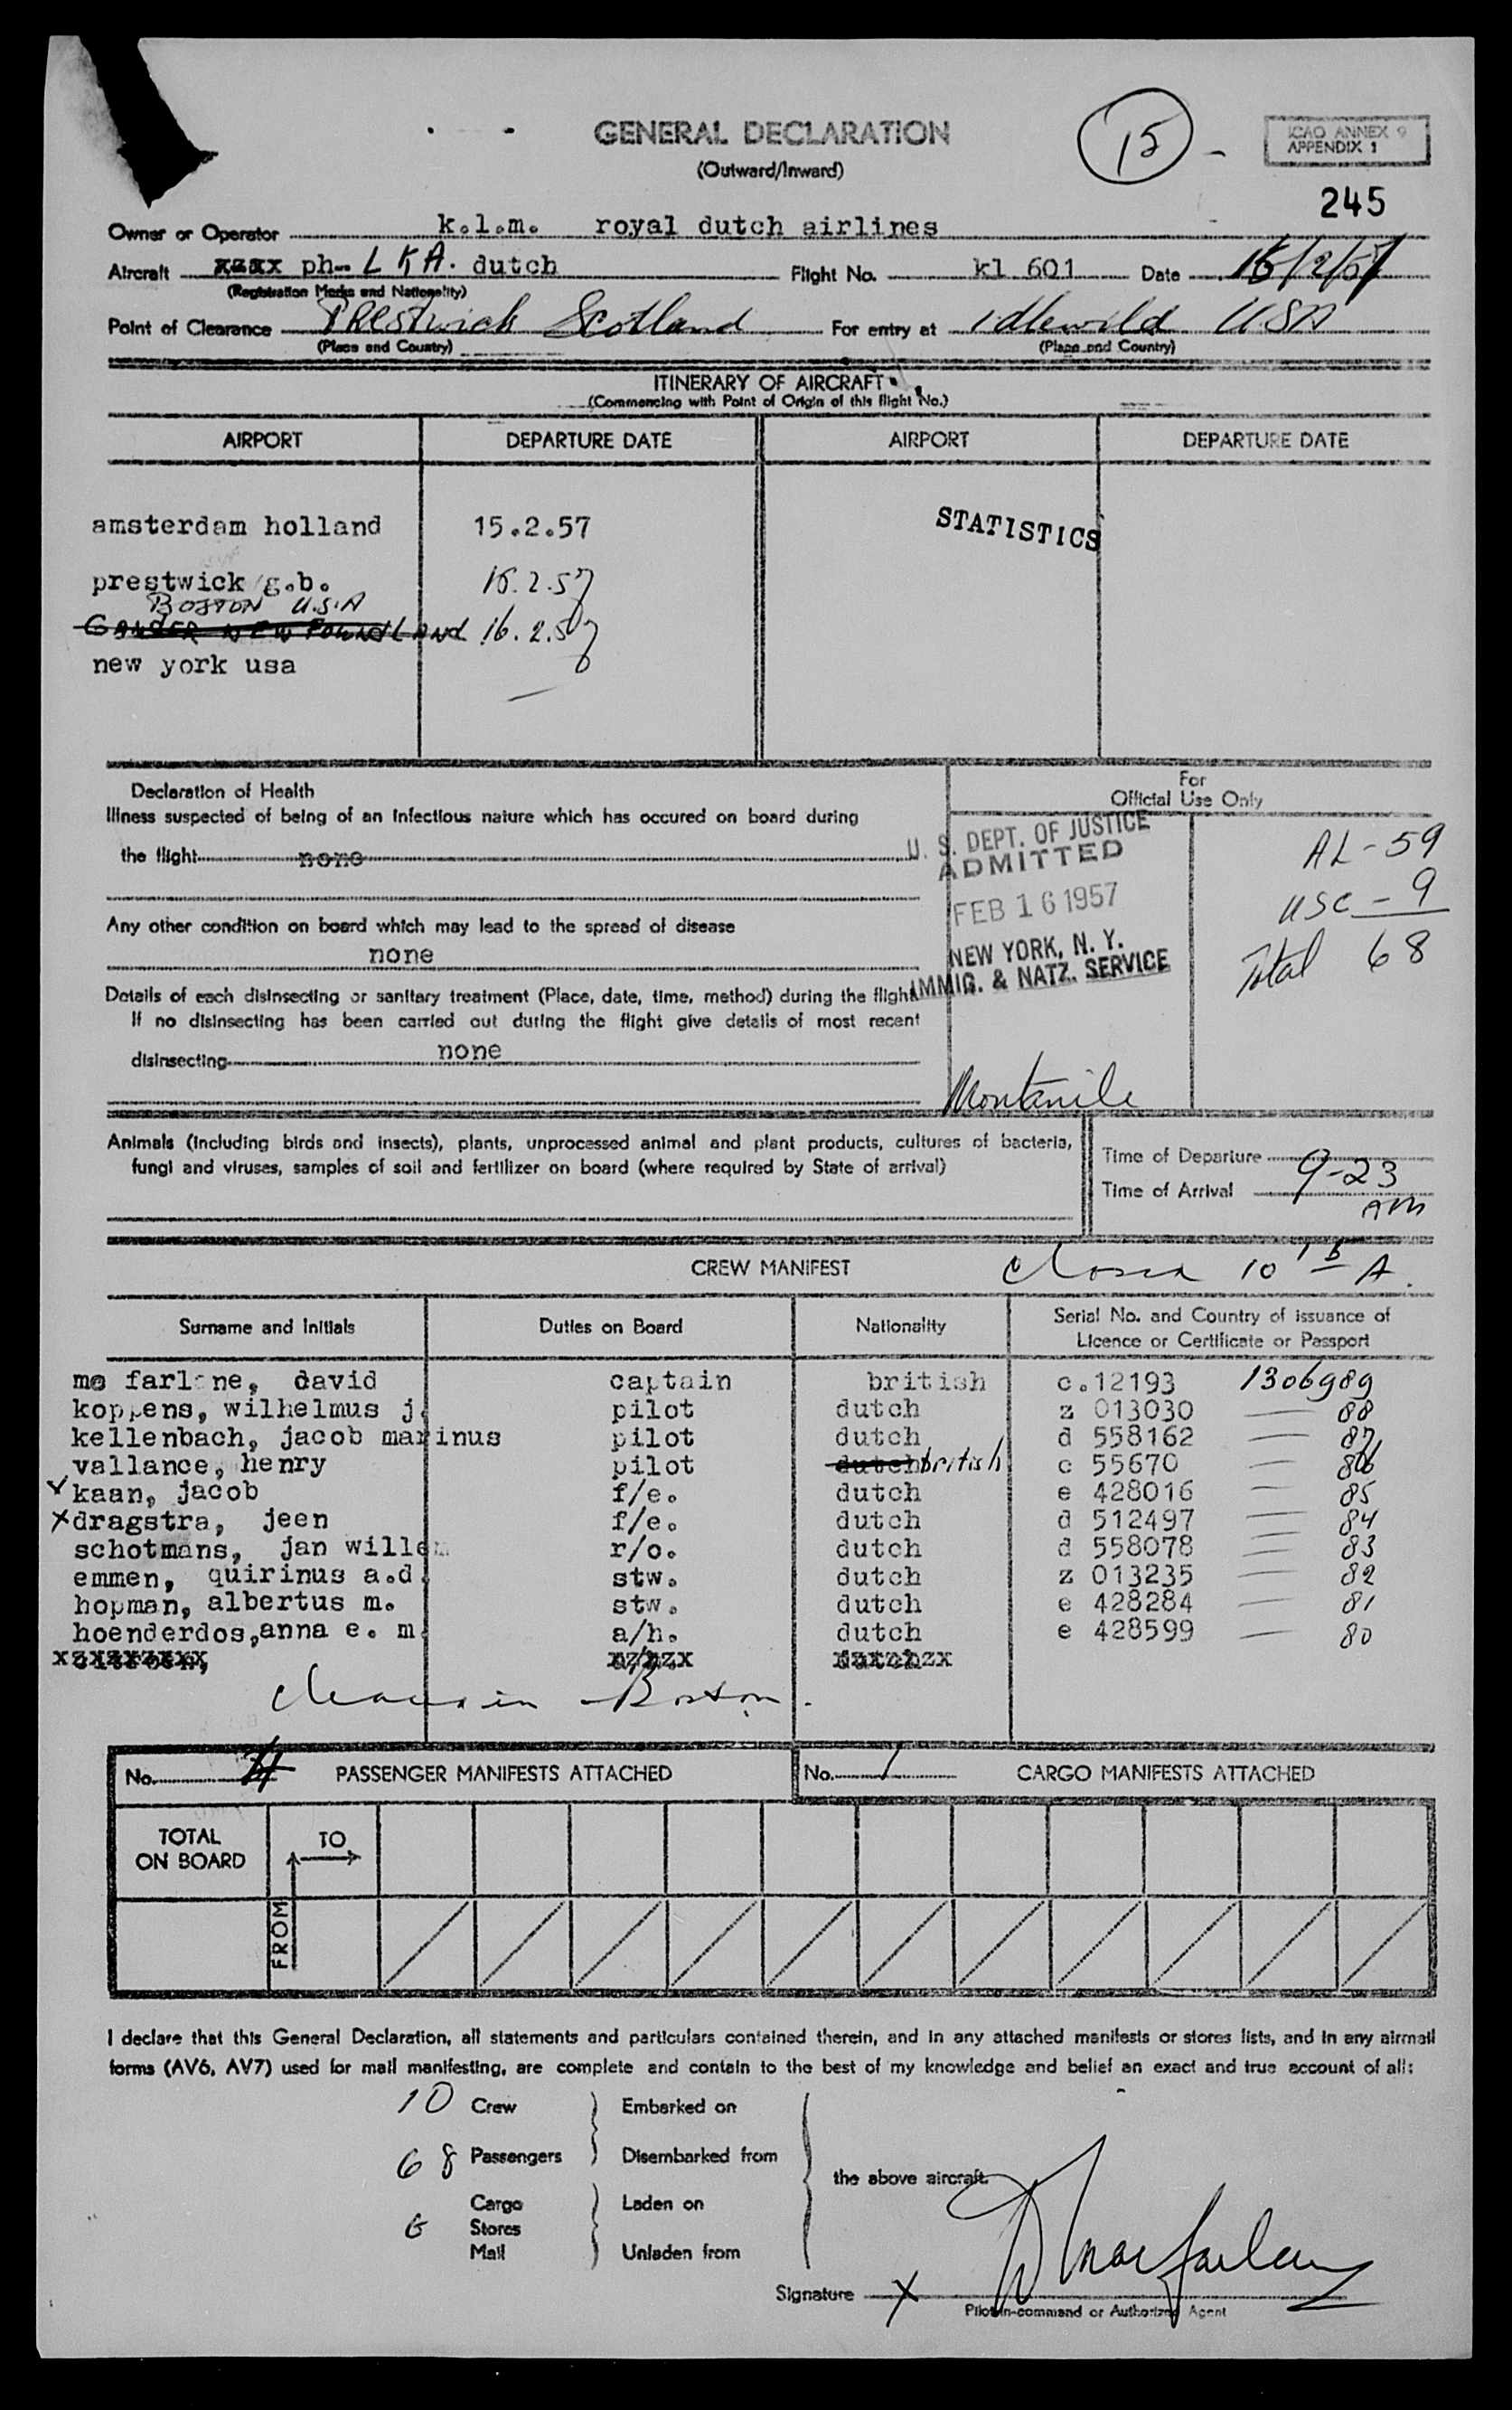 GENERAL DECLARATION
(Outward/Inward)
15
ICAO ANNEX 9
APPENDIX 1
245
Owner or Operator k.l.m. royal dutch airlines
Aircraft ph- LKA. dutch Flight No. kl 601 Date 15/2/57
(Registration Marks and Nationality)
Point of Clearance Prestwick Scotland For entry at idlewild USA
(Place and Country) (Place and Country)
ITINERARY OF AIRCRAFT
(Commencing with Point of Origin of this flight No.)
AIRPORT DEPARTURE DATE AIRPORT DEPARTURE DATE
amsterdam holland 15.2.57
STATISTICS
prestwick g.b. 15.2.57
BOSTON U.S.A
GANDER NEW FOUNDLAND 16.2.57
new york usa
Declaration of Health
Illness suspected of being of an infectious nature which has occured on board during
the flight none
Any other condition on board which may lead to the spread of disease
none
Details of each disinsecting or sanitary treatment (Place, date, time, method) during the flight
If no disinsecting has been carried out during the flight give details of most recent
disinsecting none
For
Official Use Only
U. S. DEPT. OF JUSTICE
ADMITTED
FEB 16 1957
NEW YORK, N. Y.
IMMIG. & NATZ. SERVICE
AL - 59
USC - 9
Total 68
Animals (including birds and insects), plants, unprocessed animal and plant products, cultures of bacteria,
fungi and viruses, samples of soil and fertilizer on board (where required by State of arrival)
Time of Departure
Time of Arrival 9-23
AM
CREW MANIFEST
Closed 10 15 A.
Surname and Initials Duties on Board Nationality Serial No. and Country of issuance of
Licence or Certificate or Passport
mc farlane, david captain british c.12193 1306989
koppens, wilhelmus j. pilot dutch z 013030 — 88
kellenbach, jacob marinus pilot dutch d 558162 — 87
vallance, henry pilot dutch british c 55670 — 86
kaan, jacob f/e. dutch e 428016 — 85
x dragstra, jeen f/e. dutch d 512497 — 84
schotmans, jan willem r/o. dutch d 558078 — 83
emmen, quirinus a.d. stw. dutch z 013235 — 82
hopman, albertus m. stw. dutch e 428284 — 81
hoenderdos, anna e. m. a/h. dutch e 428599 — 80
in Boston.
No. PASSENGER MANIFESTS ATTACHED No. 1 CARGO MANIFESTS ATTACHED
TOTAL
ON BOARD
TO
FROM
I declare that this General Declaration, all statements and particulars contained therein, and in any attached manifests or stores lists, and in any airmail
forms (AV6, AV7) used for mail manifesting, are complete and contain to the best of my knowledge and belief an exact and true account of all:
10 Crew Embarked on
68 Passengers Disembarked from
the above aircraft.
Cargo Laden on
6 Stores
Mail Unladen from
Signature X D Macfarlane
Pilot-in-command or Authorized Agent